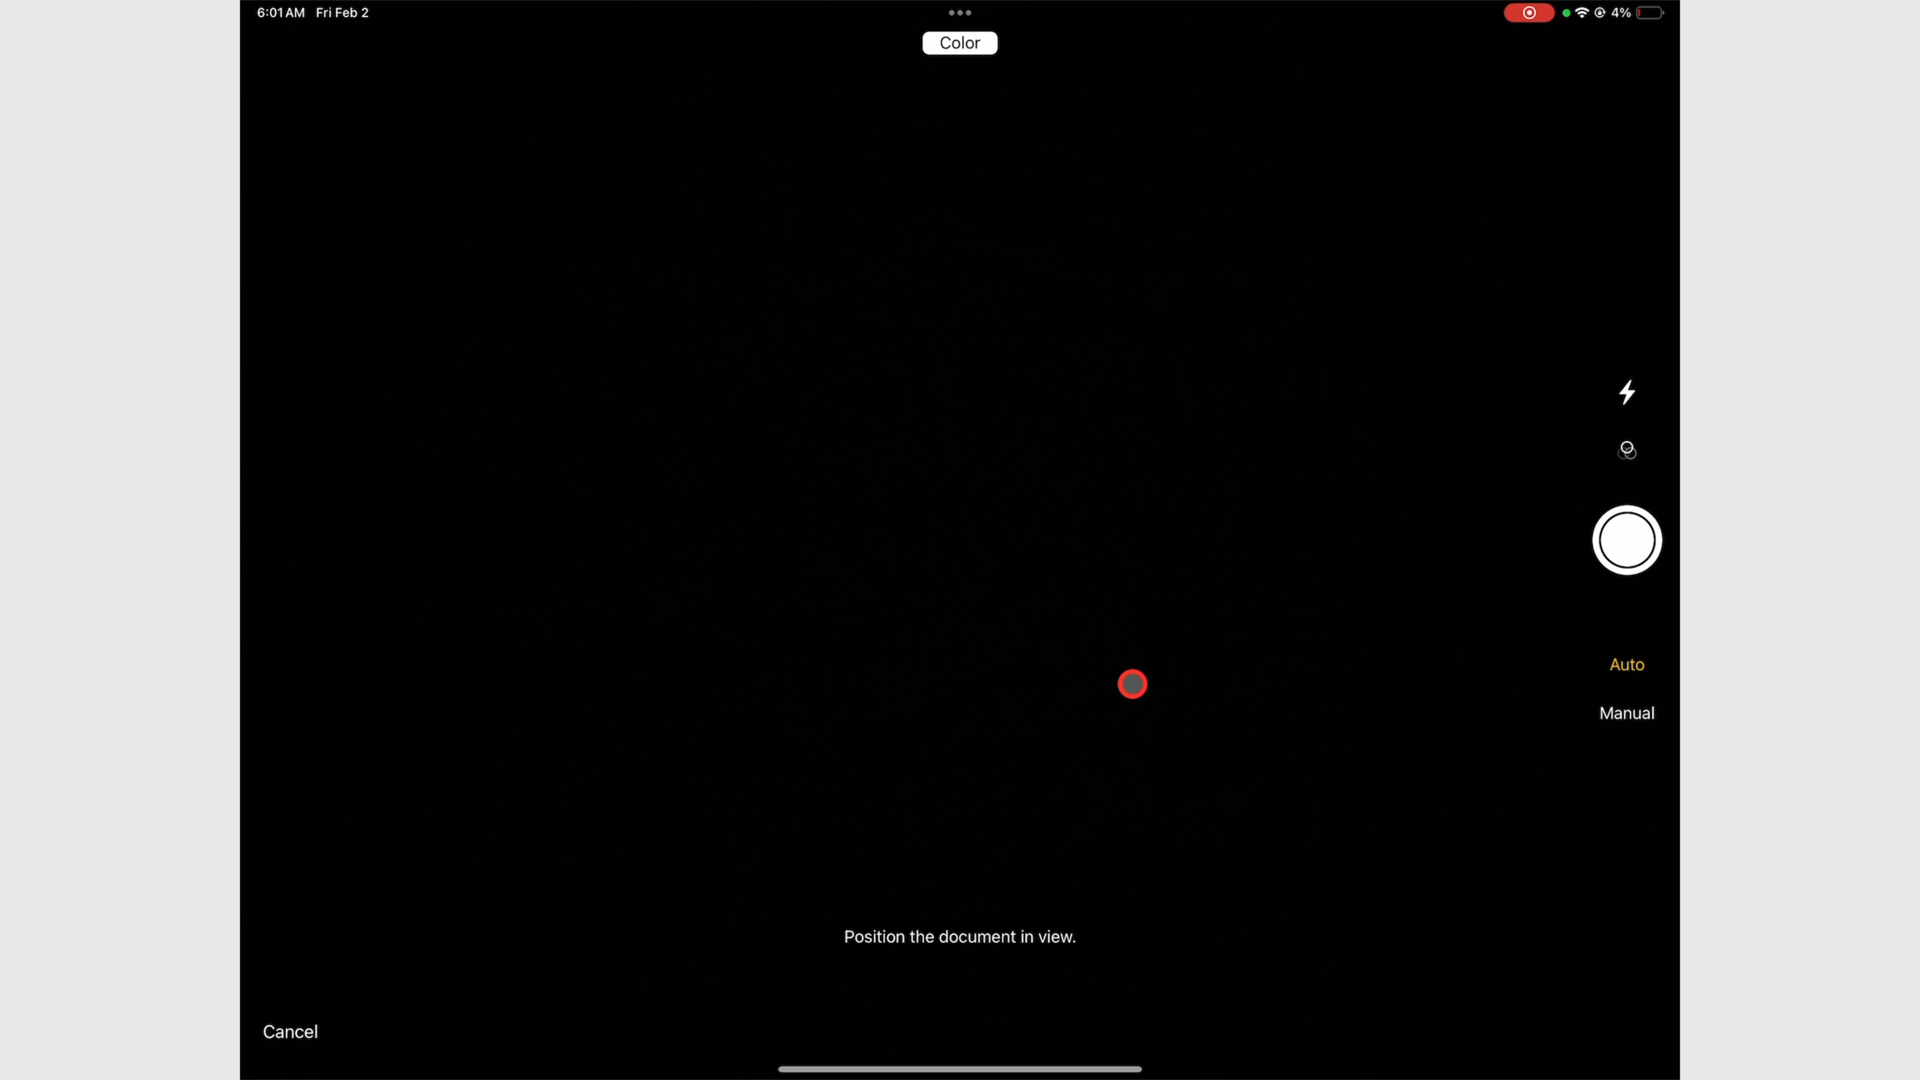 6:01 AM Fri Feb 2
4%
Color
Auto
Manual
Position the document in view.
Cancel